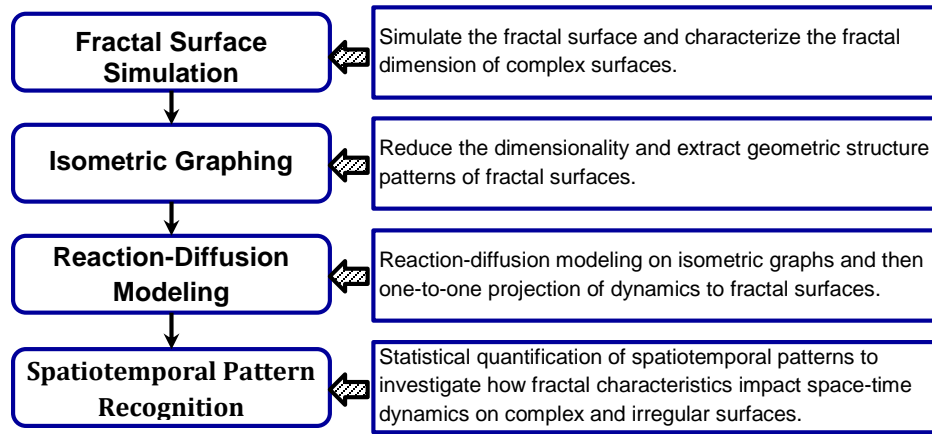 Fractal Surface
Simulation
Simulate the fractal surface and characterize the fractal
dimension of complex surfaces.
Isometric Graphing
Reduce the dimensionality and extract geometric structure
patterns of fractal surfaces.
Reaction-Diffusion
Modeling
Reaction-diffusion modeling on isometric graphs and then
one-to-one projection of dynamics to fractal surfaces.
Spatiotemporal Pattern
Recognition
Statistical quantification of spatiotemporal patterns to
investigate how fractal characteristics impact space-time
dynamics on complex and irregular surfaces.